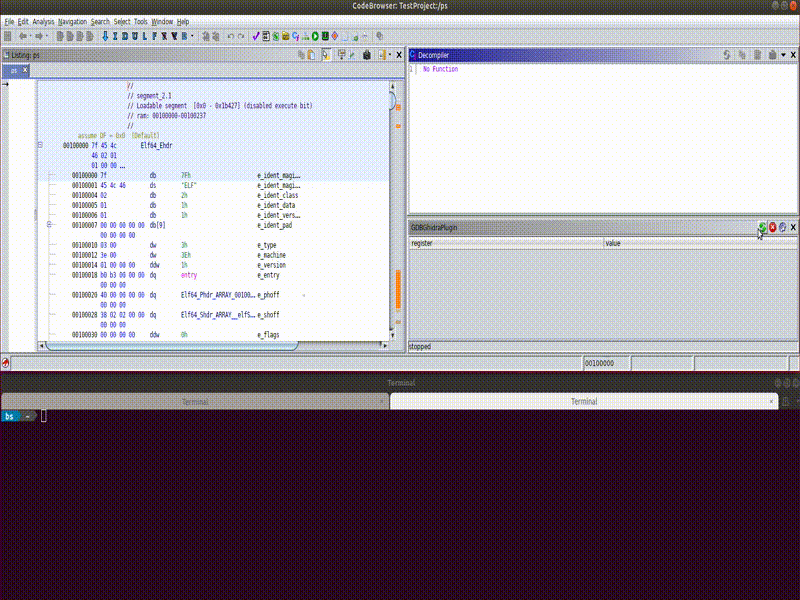 CodeBrowser: TestProject:/ps
File Edit Analysis Navigation Search Select Tools Window Help
I D U L F K V B
Listing: ps
ps x
//
// segment_2.1
// Loadable segment [0x0 - 0x1b427] (disabled execute bit)
// ram: 00100000-00100237
//
assume DF = 0x0 (Default)
00100000 7f 45 4c Elf64_Ehdr
46 02 01
01 00 00 ...
00100000 7f db 7Fh e_ident_magi...
00100001 45 4c 46 ds "ELF" e_ident_magi...
00100004 02 db 2h e_ident_class
00100005 01 db 1h e_ident_data
00100006 01 db 1h e_ident_vers...
00100007 00 00 00 00 00 db[9] e_ident_pad
00 00 00 00
00100010 03 00 dw 3h e_type
00100012 3e 00 dw 3Eh e_machine
00100014 01 00 00 00 ddw 1h e_version
00100018 b0 b3 00 00 00 dq entry e_entry
00 00 00
00100020 40 00 00 00 00 dq Elf64_Phdr_ARRAY_00100... e_phoff
00 00 00
00100028 38 02 02 00 00 dq Elf64_Shdr_ARRAY__elfS... e_shoff
00 00 00
00100030 00 00 00 00 ddw 0h e_flags
Decompiler
1 No Function
GDBGhidraPlugin
register value
stopped
00100000
Terminal
Terminal
Terminal
bs ~